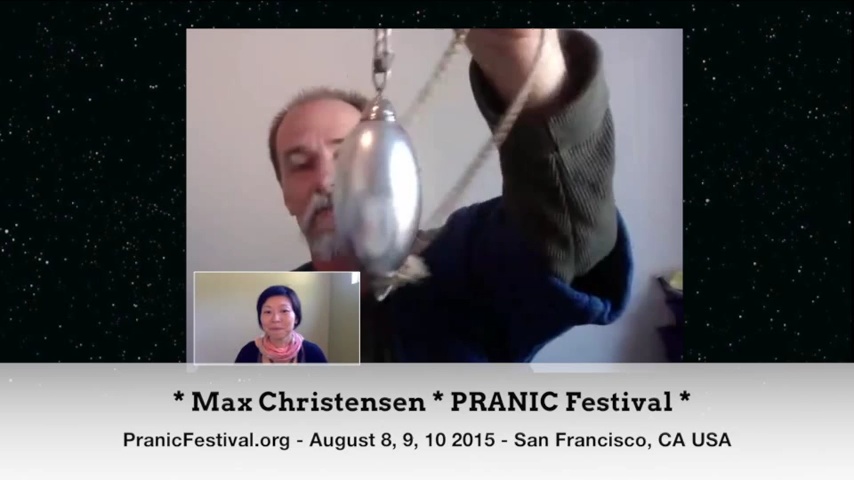 * Max Christensen * PRANIC Festival *
PranicFestival.org - August 8, 9, 10 2015 - San Francisco, CA USA